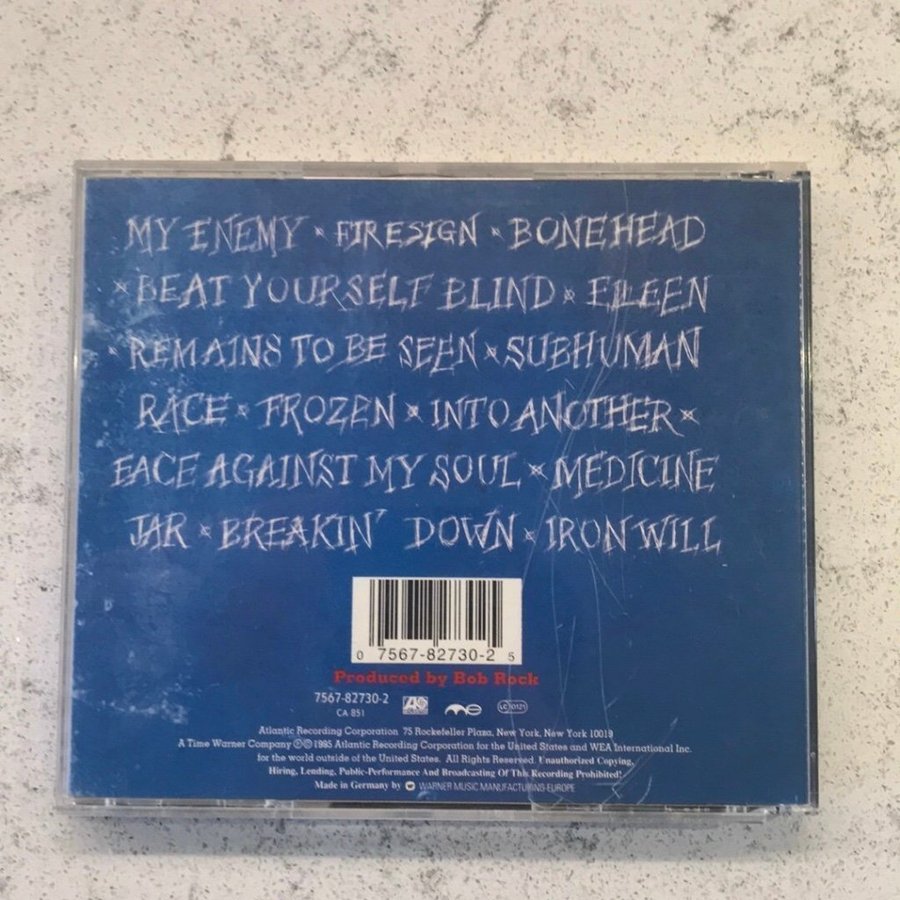 MY ENEMY × FIRESIGN × BONEHEAD
× BEAT YOURSELF BLIND × EILEEN
× REMAINS TO BE SEEN × SUBHUMAN
RACE × FROZEN × INTO ANOTHER ×
FACE AGAINST MY SOUL × MEDICINE
JAR × BREAKIN' DOWN × IRON WILL
0 7567-82730-2 5
Produced by Bob Rock
7567-82730-2
CA 851
LC 0121
Atlantic Recording Corporation 75 Rockefeller Plaza, New York, New York 10019
A Time Warner Company ℗©1995 Atlantic Recording Corporation for the United States and WEA International Inc.
for the world outside of the United States. All Rights Reserved. Unauthorized Copying,
Hiring, Lending, Public-Performance And Broadcasting Of This Recording Prohibited!
Made in Germany by WARNER MUSIC MANUFACTURING EUROPE